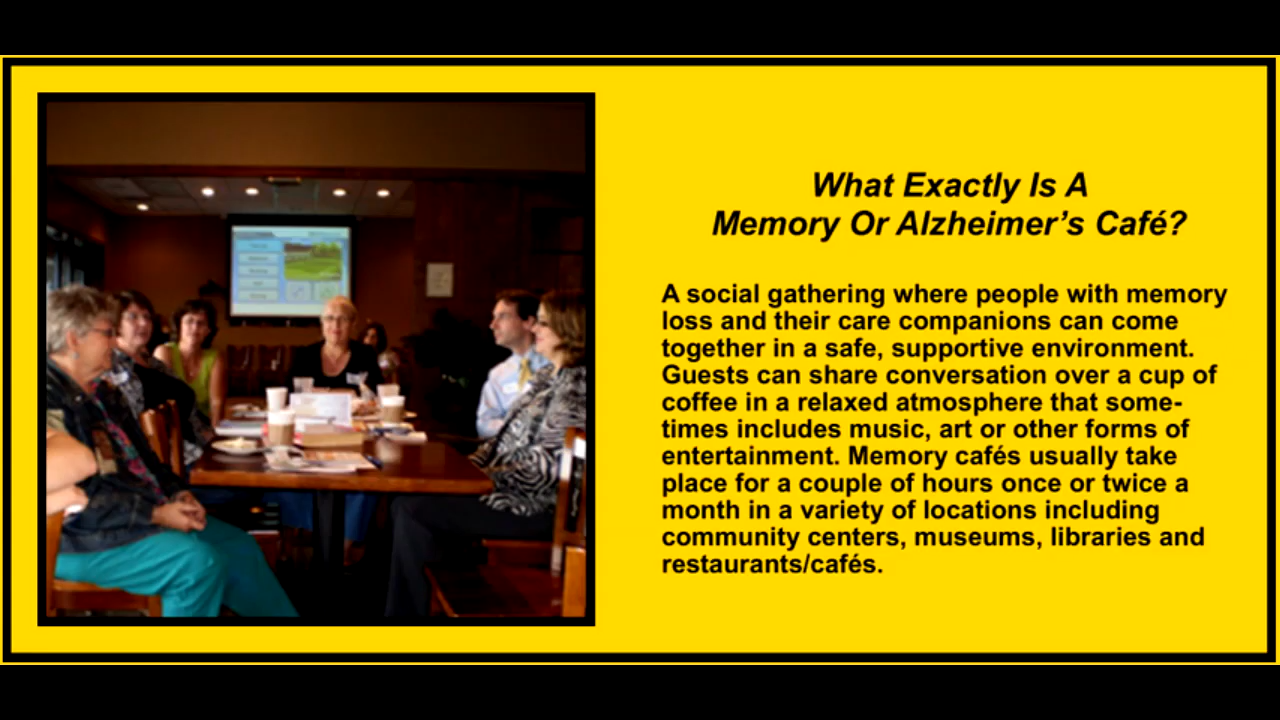 What Exactly Is A
Memory Or Alzheimer’s Café?
A social gathering where people with memory
loss and their care companions can come
together in a safe, supportive environment.
Guests can share conversation over a cup of
coffee in a relaxed atmosphere that some-
times includes music, art or other forms of
entertainment. Memory cafés usually take
place for a couple of hours once or twice a
month in a variety of locations including
community centers, museums, libraries and
restaurants/cafés.